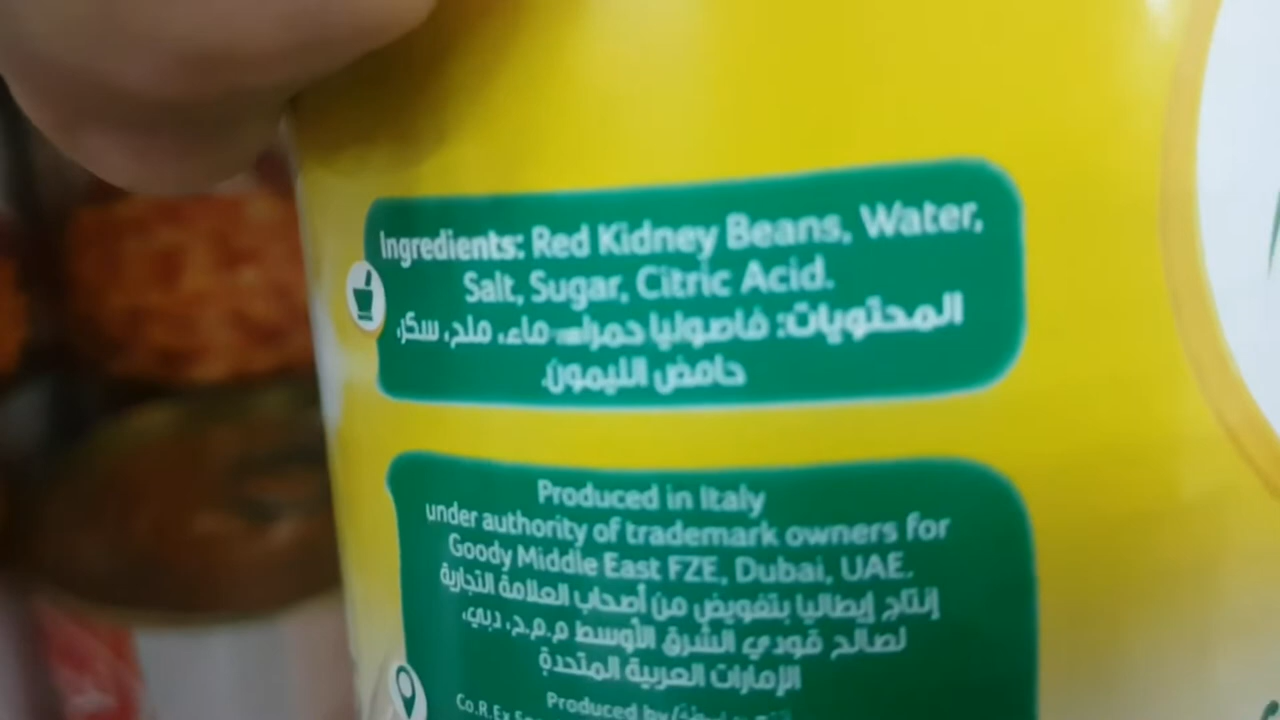 Ingredients: Red Kidney Beans, Water,
Salt, Sugar, Citric Acid.
المحتويات: فاصوليا حمراء، ماء، ملح، سكر،
حامض الليمون.
Produced in Italy
under authority of trademark owners for
Goody Middle East FZE, Dubai, UAE.
إنتاج إيطاليا بتفويض من أصحاب العلامة التجارية
لصالح قودي الشرق الأوسط م.م.ح، دبي،
الإمارات العربية المتحدة
Produced by/
Co.R.Ex